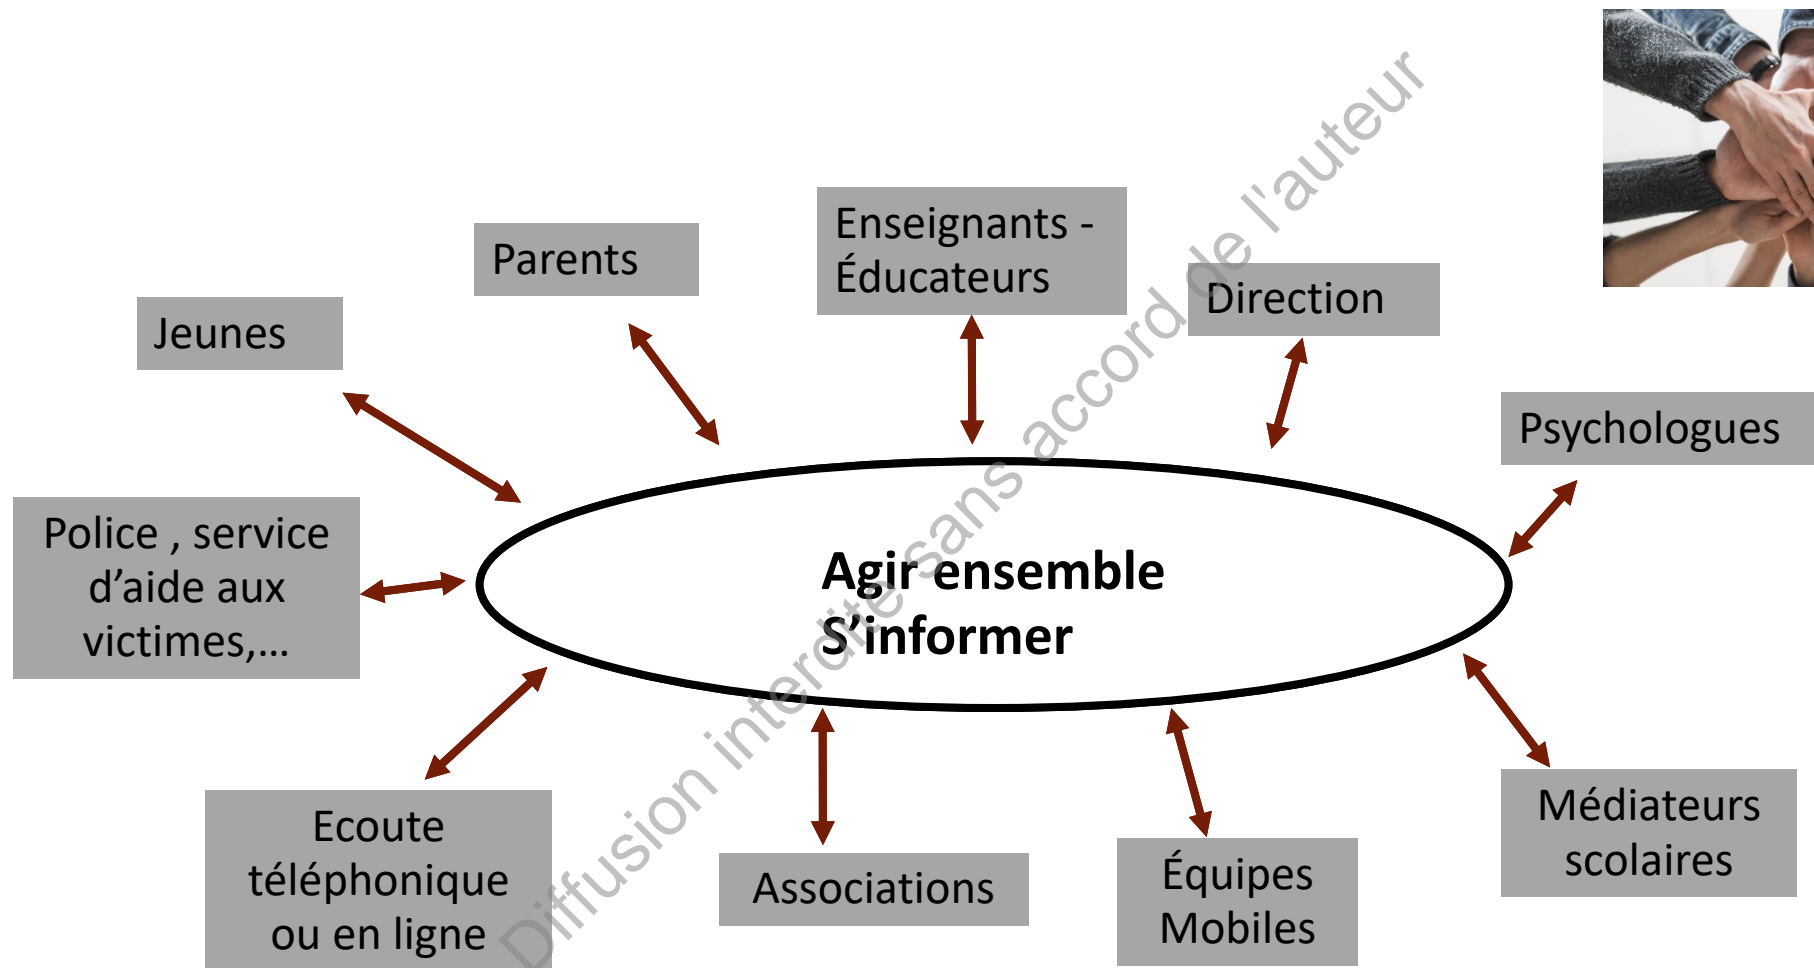 Enseignants -
Éducateurs
Parents
Direction
Jeunes
Psychologues
Police , service
d’aide aux
victimes,...
Agir ensemble
S’informer
Médiateurs
scolaires
Ecoute
téléphonique
ou en ligne
Associations
Équipes
Mobiles
Diffusion interdite sans accord de l'auteur